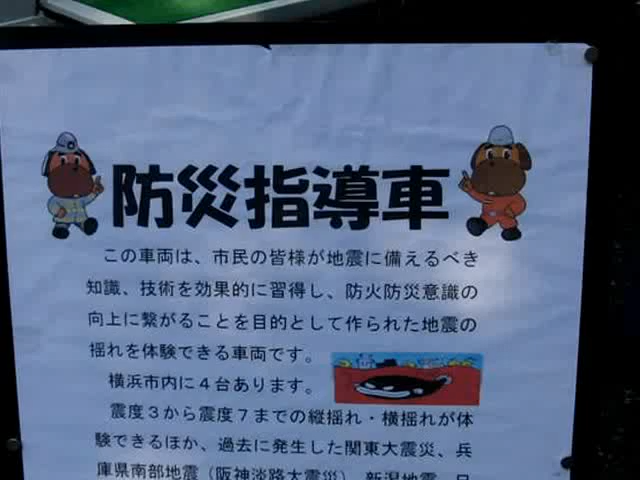 防災指導車
この車両は、市民の皆様が地震に備えるべき
知識、技術を効果的に習得し、防火防災意識の
向上に繋がることを目的として作られた地震の
揺れを体験できる車両です。
横浜市内に４台あります。
震度３から震度７までの縦揺れ・横揺れが体
験できるほか、過去に発生した関東大震災、兵
庫県南部地震（阪神淡路大震災）、新潟地震、日